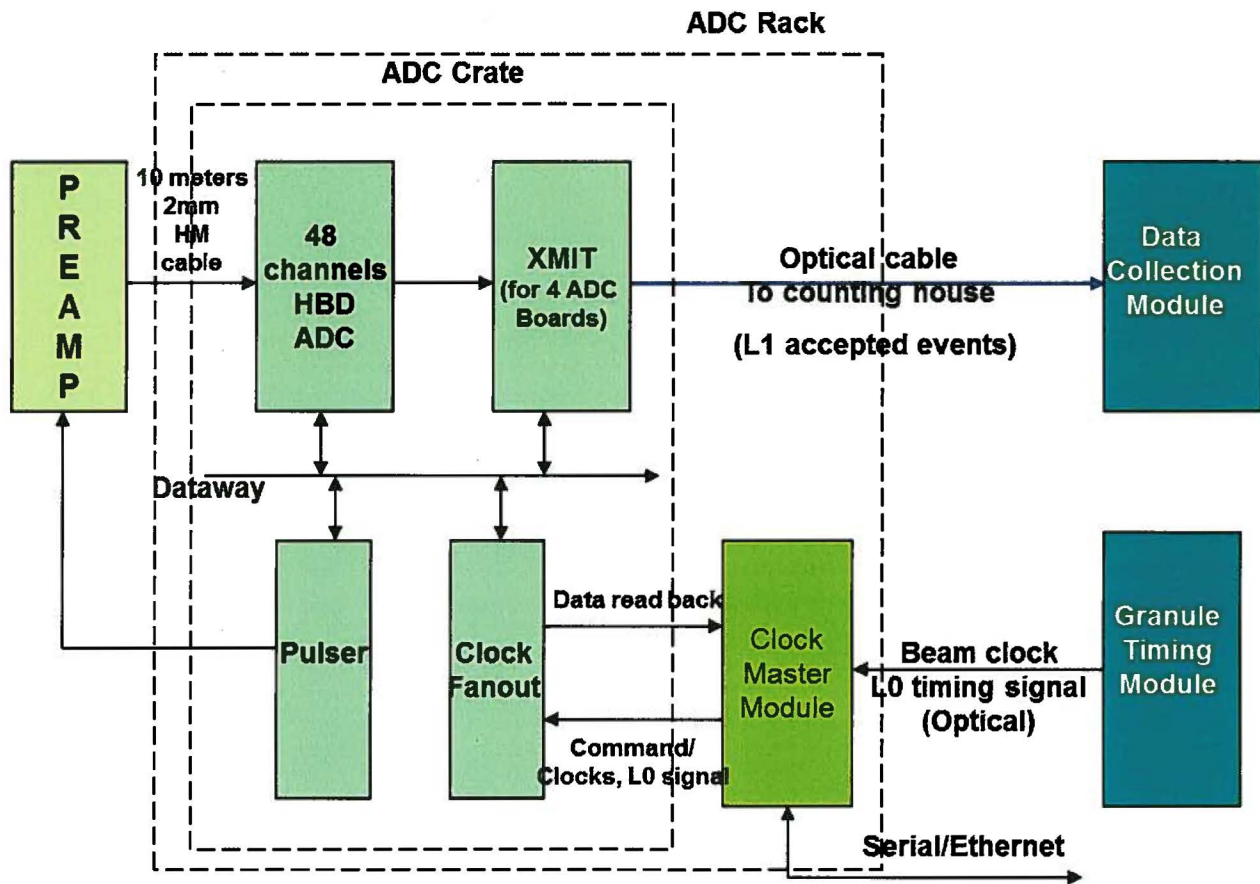 ADC Rack
ADC Crate
P
R
E
A
M
P
10 meters
2mm
HM
cable
48
channels
HBD
ADC
XMIT
(for 4 ADC
Boards)
Optical cable
To counting house
(L1 accepted events)
Data
Collection
Module
Dataway
Pulser
Clock
Fanout
Data read back
Command/
Clocks, L0 signal
Clock
Master
Module
Beam clock
L0 timing signal
(Optical)
Granule
Timing
Module
Serial/Ethernet